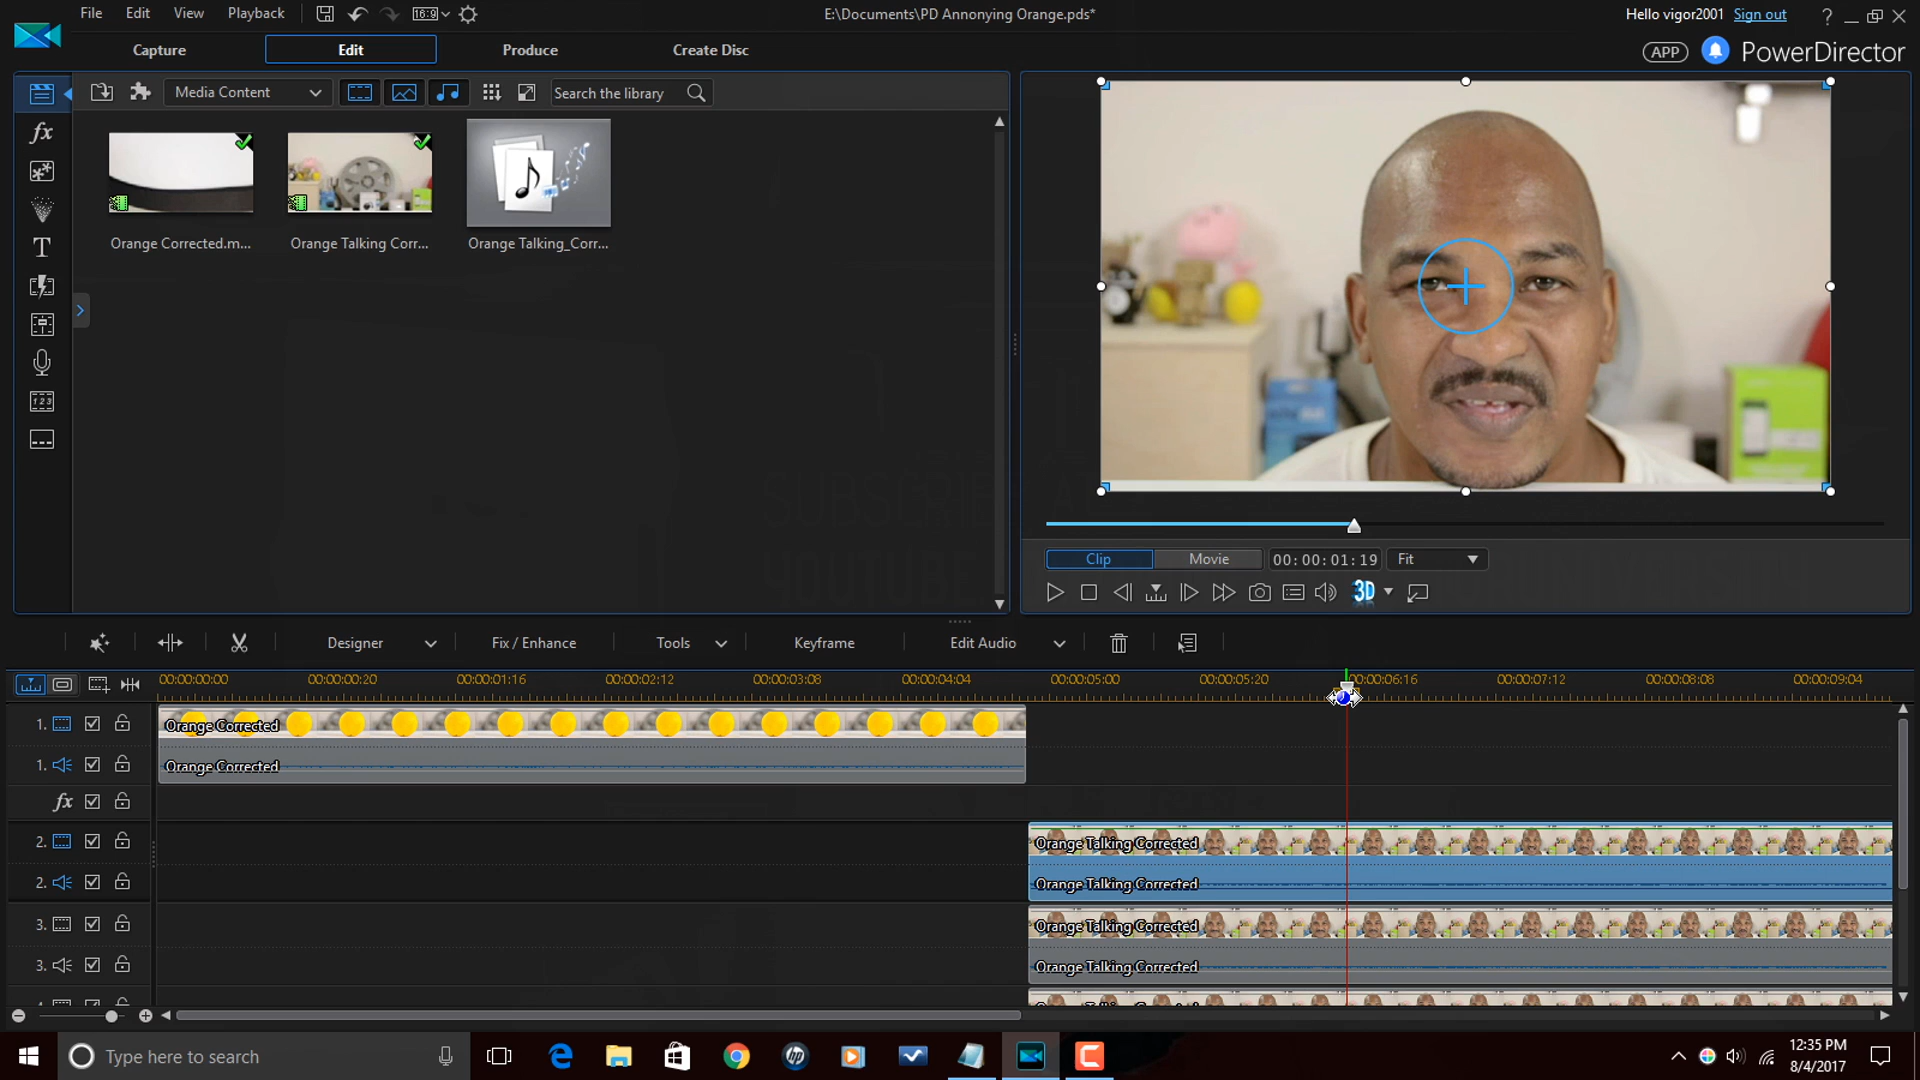 File Edit View Playback 16:9 E:\Documents\PD Annonying Orange.pds* Hello vigor2001 Sign out ?
Capture Edit Produce Create Disc APP PowerDirector
Media Content Search the library
fx
T
Orange Corrected.m... Orange Talking Corr... Orange Talking_Corr...
SUBSCRIBE
YOUTUBE
Clip Movie 00:00:01:19 Fit
3D
Designer Fix / Enhance Tools Keyframe Edit Audio
00:00:00:00 00:00:00:20 00:00:01:16 00:00:02:12 00:00:03:08 00:00:04:04 00:00:05:00 00:00:05:20 00:00:06:16 00:00:07:12 00:00:08:08 00:00:09:04
1. Orange Corrected
1. Orange Corrected
fx
2. Orange Talking Corrected
2. Orange Talking Corrected
3. Orange Talking Corrected
3. Orange Talking Corrected
Type here to search hp 12:35 PM
8/4/2017